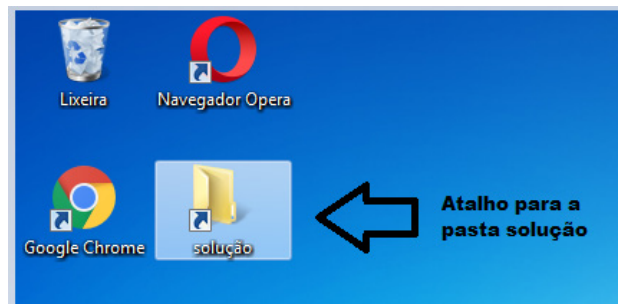 Lixeira
Navegador Opera
Google Chrome
solução
Atalho para a
pasta solução